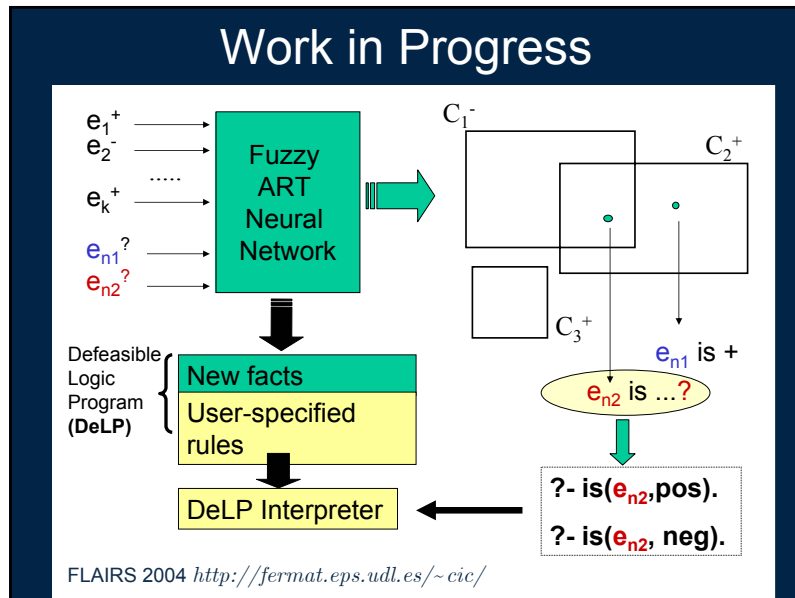 Work in Progress
e1+
e2-
.....
ek+
en1?
en2?
Fuzzy
ART
Neural
Network
C1-
C2+
C3+
en1 is +
en2 is ...?
Defeasible
Logic
Program
(DeLP)
New facts
User-specified
rules
DeLP Interpreter
?- is(en2,pos).
?- is(en2, neg).
FLAIRS 2004 http://fermat.eps.udl.es/~cic/